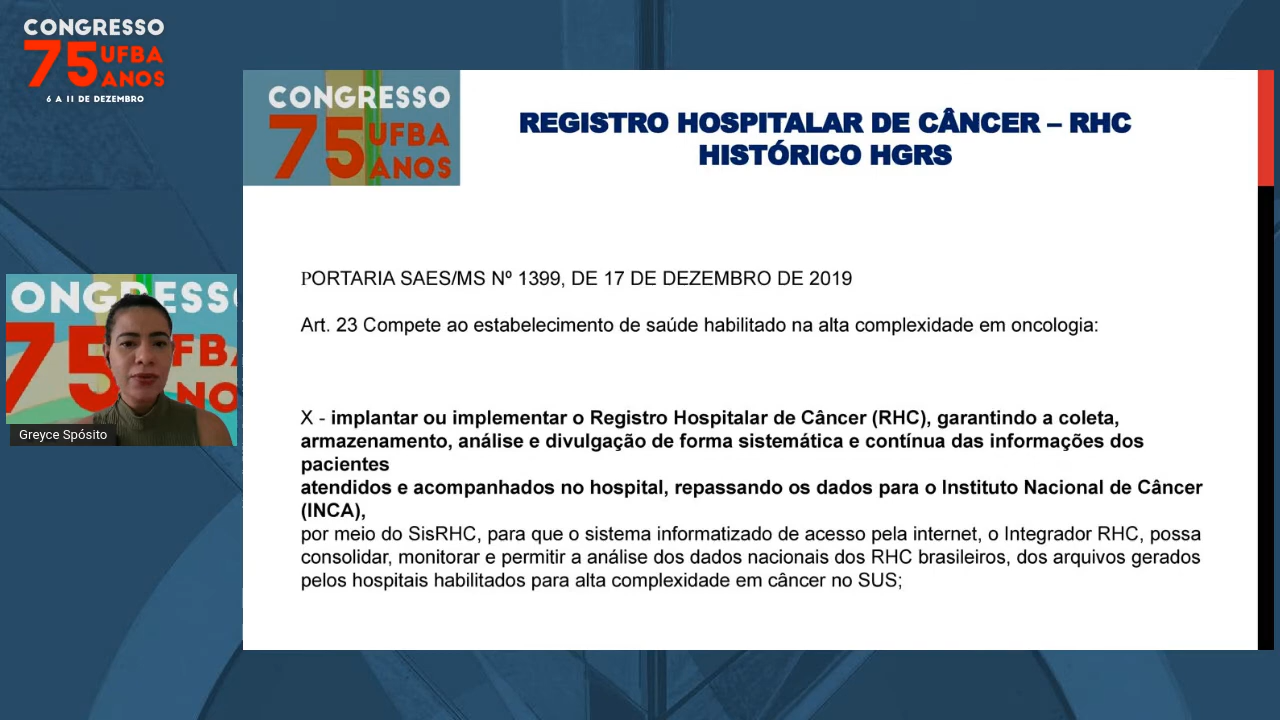 CONGRESSO
75 UFBA
ANOS
6 A 11 DE DEZEMBRO
CONGRESSO
75 UFBA
ANOS
REGISTRO HOSPITALAR DE CÂNCER – RHC
HISTÓRICO HGRS
PORTARIA SAES/MS Nº 1399, DE 17 DE DEZEMBRO DE 2019
Art. 23 Compete ao estabelecimento de saúde habilitado na alta complexidade em oncologia:
ONGRESSO
75 UFBA
ANO
Greyce Spósito
X - implantar ou implementar o Registro Hospitalar de Câncer (RHC), garantindo a coleta,
armazenamento, análise e divulgação de forma sistemática e contínua das informações dos
pacientes
atendidos e acompanhados no hospital, repassando os dados para o Instituto Nacional de Câncer
(INCA),
por meio do SisRHC, para que o sistema informatizado de acesso pela internet, o Integrador RHC, possa
consolidar, monitorar e permitir a análise dos dados nacionais dos RHC brasileiros, dos arquivos gerados
pelos hospitais habilitados para alta complexidade em câncer no SUS;